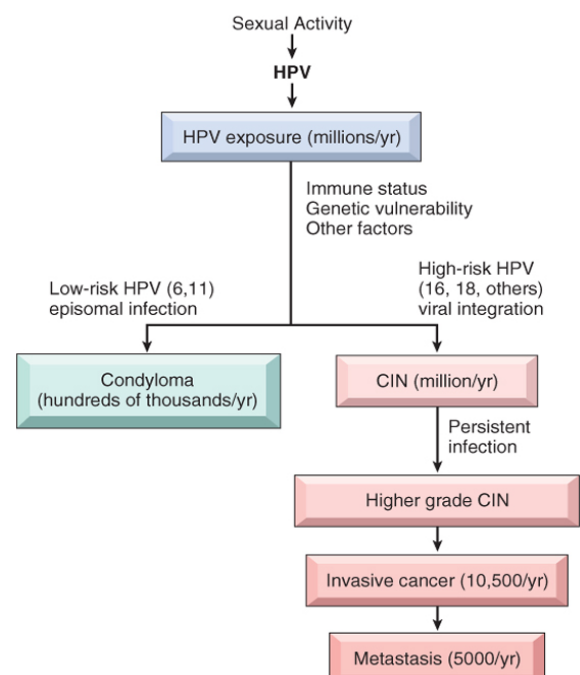 Sexual Activity
HPV
HPV exposure (millions/yr)
Immune status
Genetic vulnerability
Other factors
Low-risk HPV (6,11)
episomal infection
High-risk HPV
(16, 18, others)
viral integration
Condyloma
(hundreds of thousands/yr)
CIN (million/yr)
Persistent
infection
Higher grade CIN
Invasive cancer (10,500/yr)
Metastasis (5000/yr)